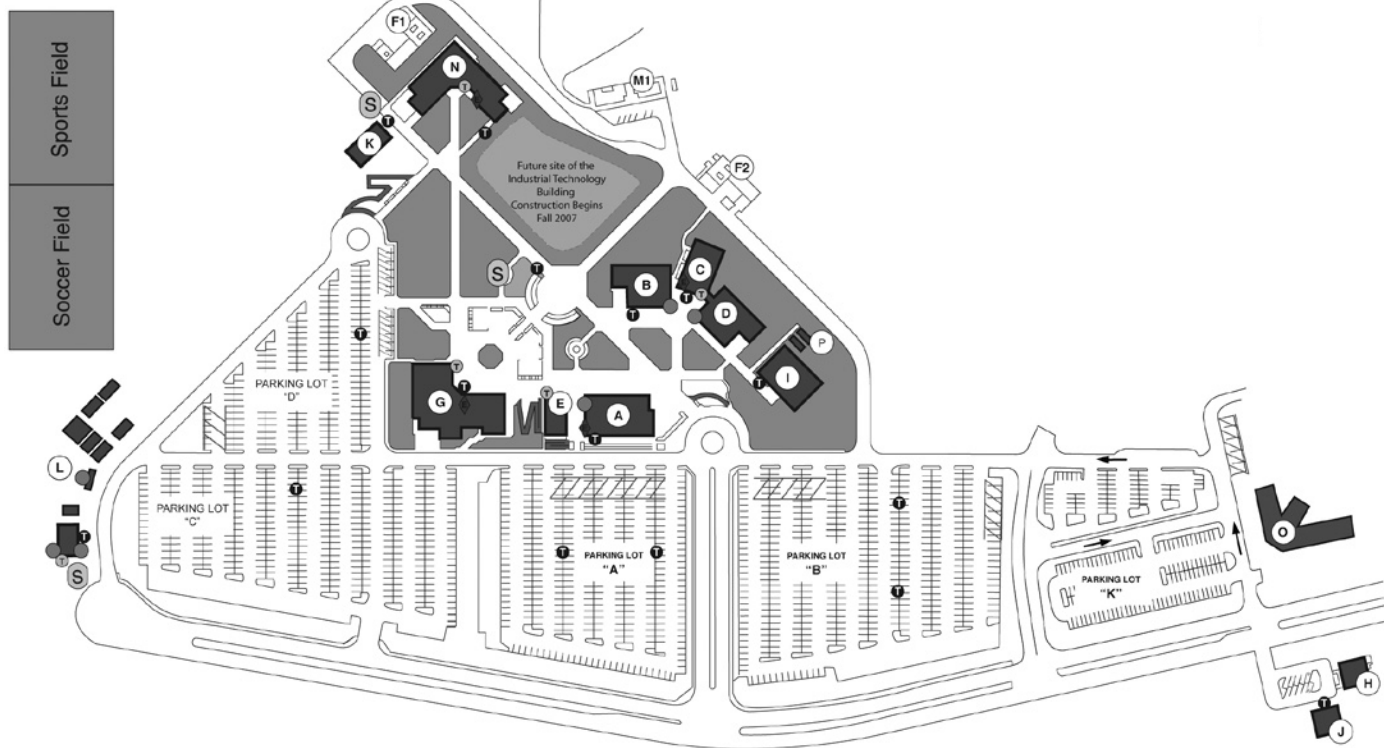 F1
N
M1
Sports Field
S
T
T
T
K
F2
Future site of the
Industrial Technology
Building
Construction Begins
Fall 2007
Soccer Field
S
T
C
B
T
T
D
T
P
T
T
I
T
T
PARKING LOT
"D"
G
T
E
A
T
L
T
PARKING LOT
"C"
T
T
T
S
T
PARKING LOT
"A"
T
T
PARKING LOT
"B"
T
PARKING LOT
"K"
O
H
T
J